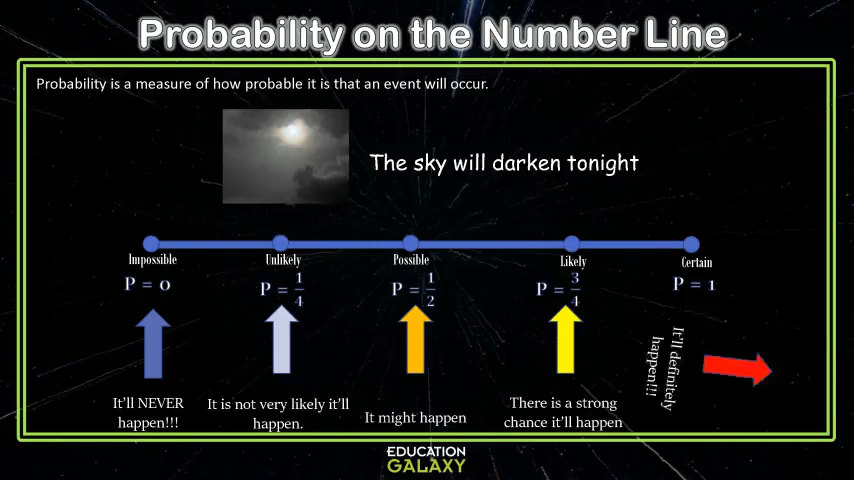 Probability on the Number Line
Probability is a measure of how probable it is that an event will occur.
The sky will darken tonight
Impossible
Unlikely
Possible
Likely
Certain
P = 0
P = 1/4
P = 1/2
P = 3/4
P = 1
It'll NEVER
happen!!!
It is not very likely it'll
happen.
It might happen
There is a strong
chance it'll happen
It'll definitely
happen!!!
EDUCATION
GALAXY